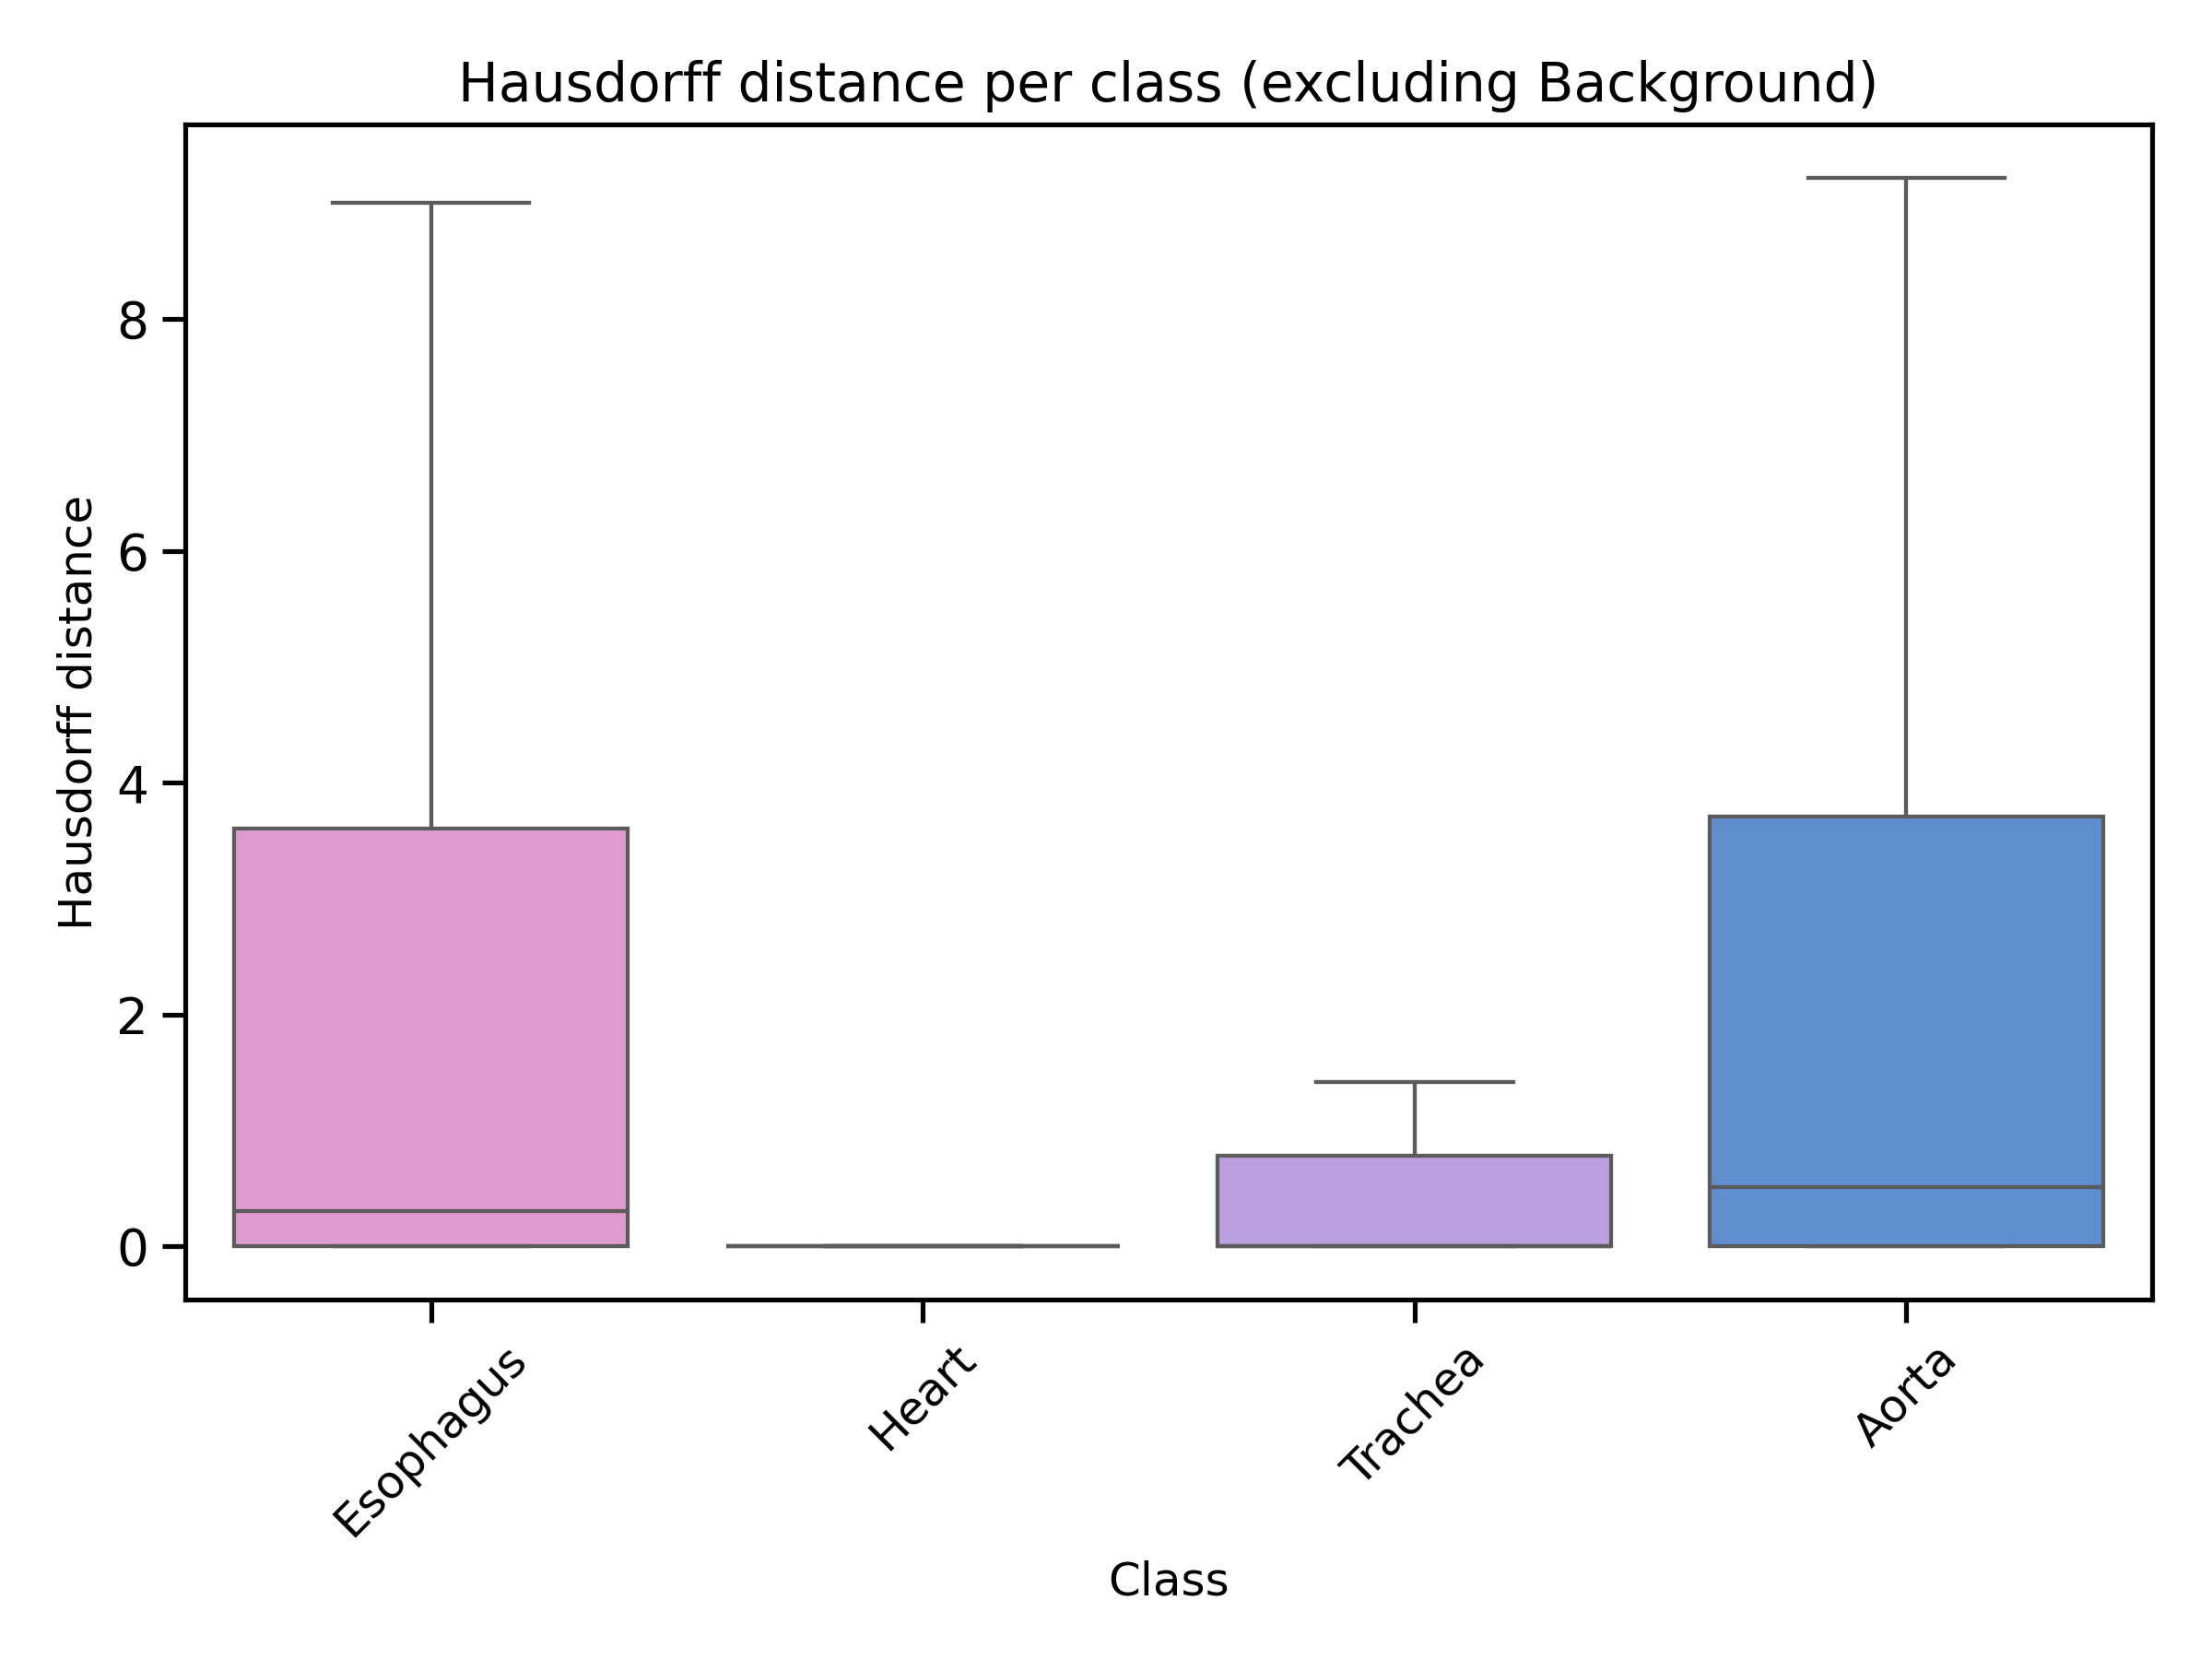 Hausdorff distance per class (excluding Background)
Hausdorff distance
8
6
4
2
0
Esophagus
Heart
Trachea
Aorta
Class